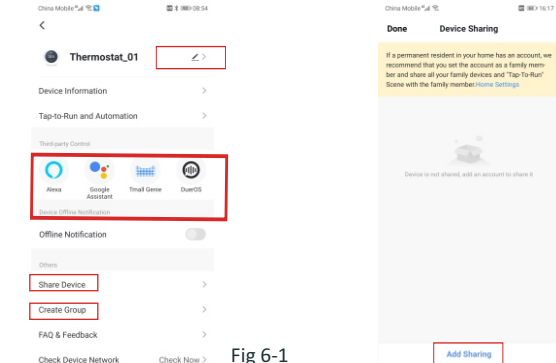 China Mobile 08:54
Thermostat_01
Device Information
Tap-to-Run and Automation
Third-party Control
Alexa
Google Assistant
Tmall Genie
DuerOS
Device Offline Notification
Offline Notification
Others
Share Device
Create Group
FAQ & Feedback
Check Device Network Check Now >
Fig 6-1
China Mobile 16:17
Done Device Sharing
If a permanent resident in your home has an account, we
recommend that you set the account as a family mem-
ber and share all your family devices and "Tap-To-Run"
Scene with the family member.Home Settings
Device is not shared, add an account to share it
Add Sharing